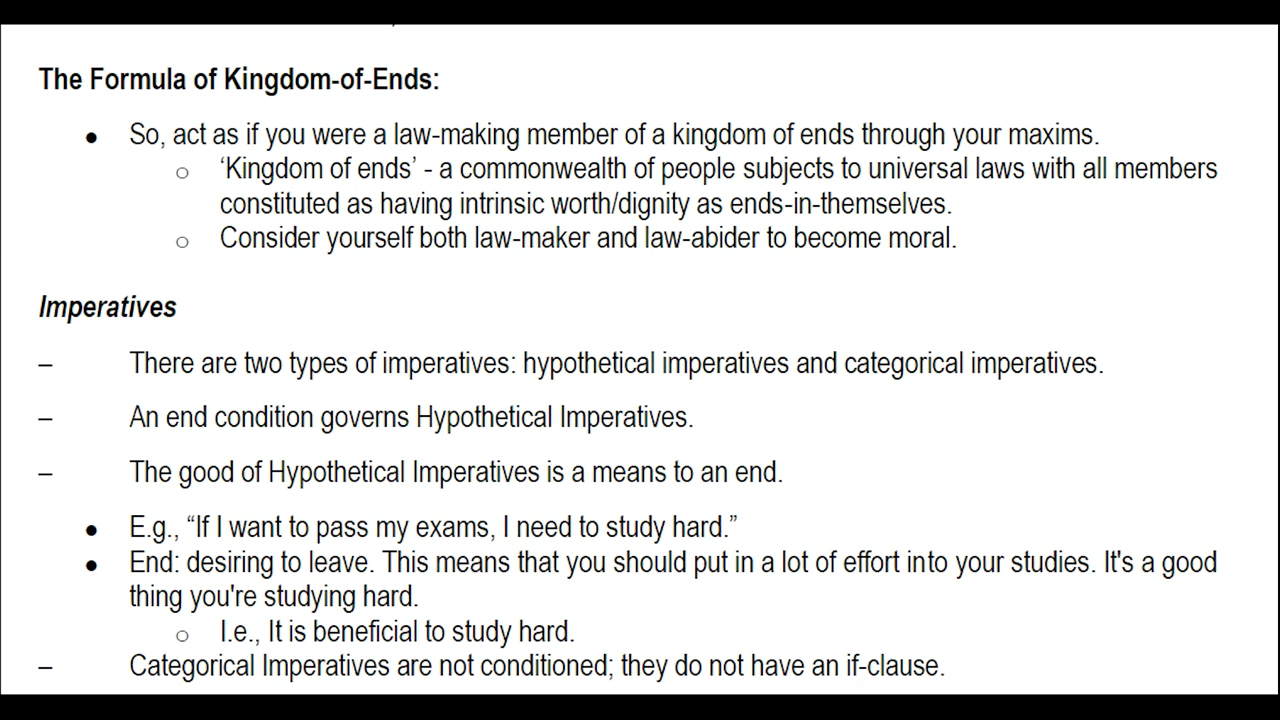 The Formula of Kingdom-of-Ends:
● So, act as if you were a law-making member of a kingdom of ends through your maxims.
○ ‘Kingdom of ends’ - a commonwealth of people subjects to universal laws with all members
constituted as having intrinsic worth/dignity as ends-in-themselves.
○ Consider yourself both law-maker and law-abider to become moral.
Imperatives
– There are two types of imperatives: hypothetical imperatives and categorical imperatives.
– An end condition governs Hypothetical Imperatives.
– The good of Hypothetical Imperatives is a means to an end.
● E.g., “If I want to pass my exams, I need to study hard.”
● End: desiring to leave. This means that you should put in a lot of effort into your studies. It's a good
thing you're studying hard.
○ I.e., It is beneficial to study hard.
– Categorical Imperatives are not conditioned; they do not have an if-clause.